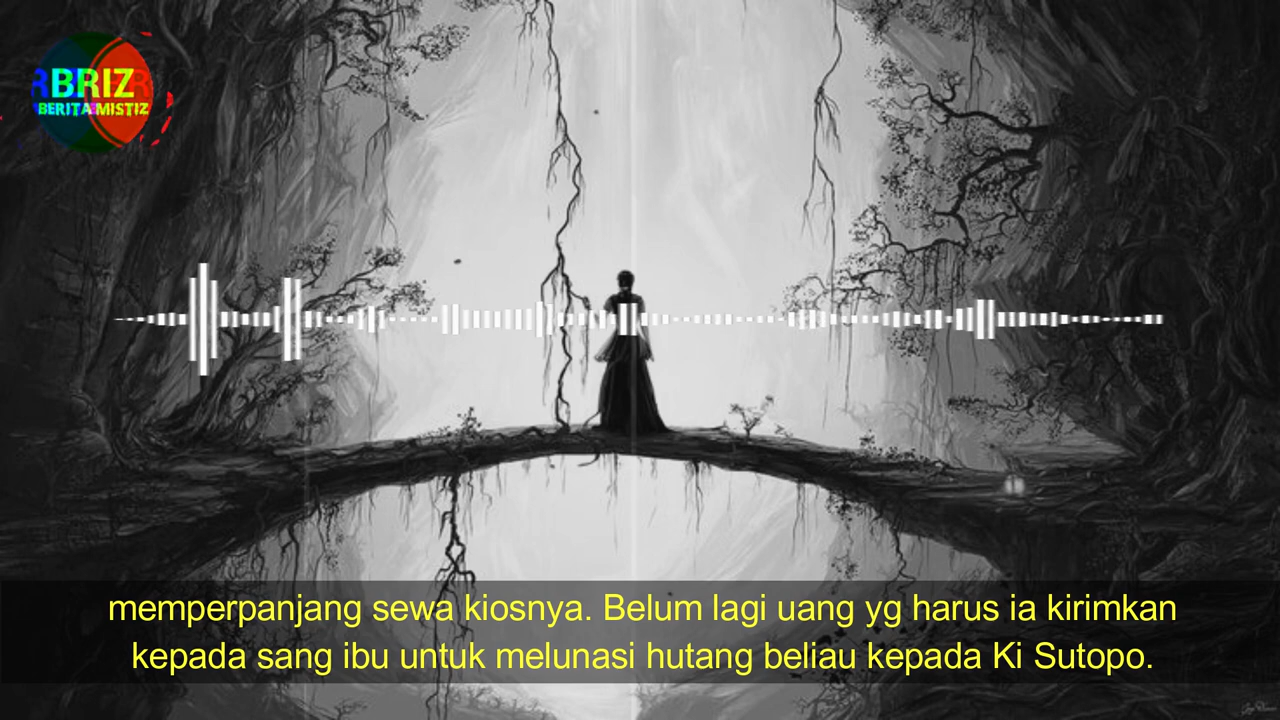 BRIZ
BERITA MISTIZ
memperpanjang sewa kiosnya. Belum lagi uang yg harus ia kirimkan
kepada sang ibu untuk melunasi hutang beliau kepada Ki Sutopo.